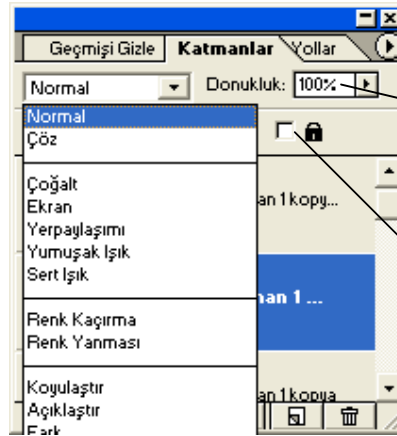 Geçmişi Gizle Katmanlar Yollar
Normal Donukluk: 100%
Normal
Çöz
Çoğalt
Ekran
an 1 kopy...
Yerpaylaşımı
Yumuşak Işık
Sert Işık
an 1 ...
Renk Kaçırma
Renk Yanması
Koyulaştır
an 1 kopya
Açıklaştır
Fark